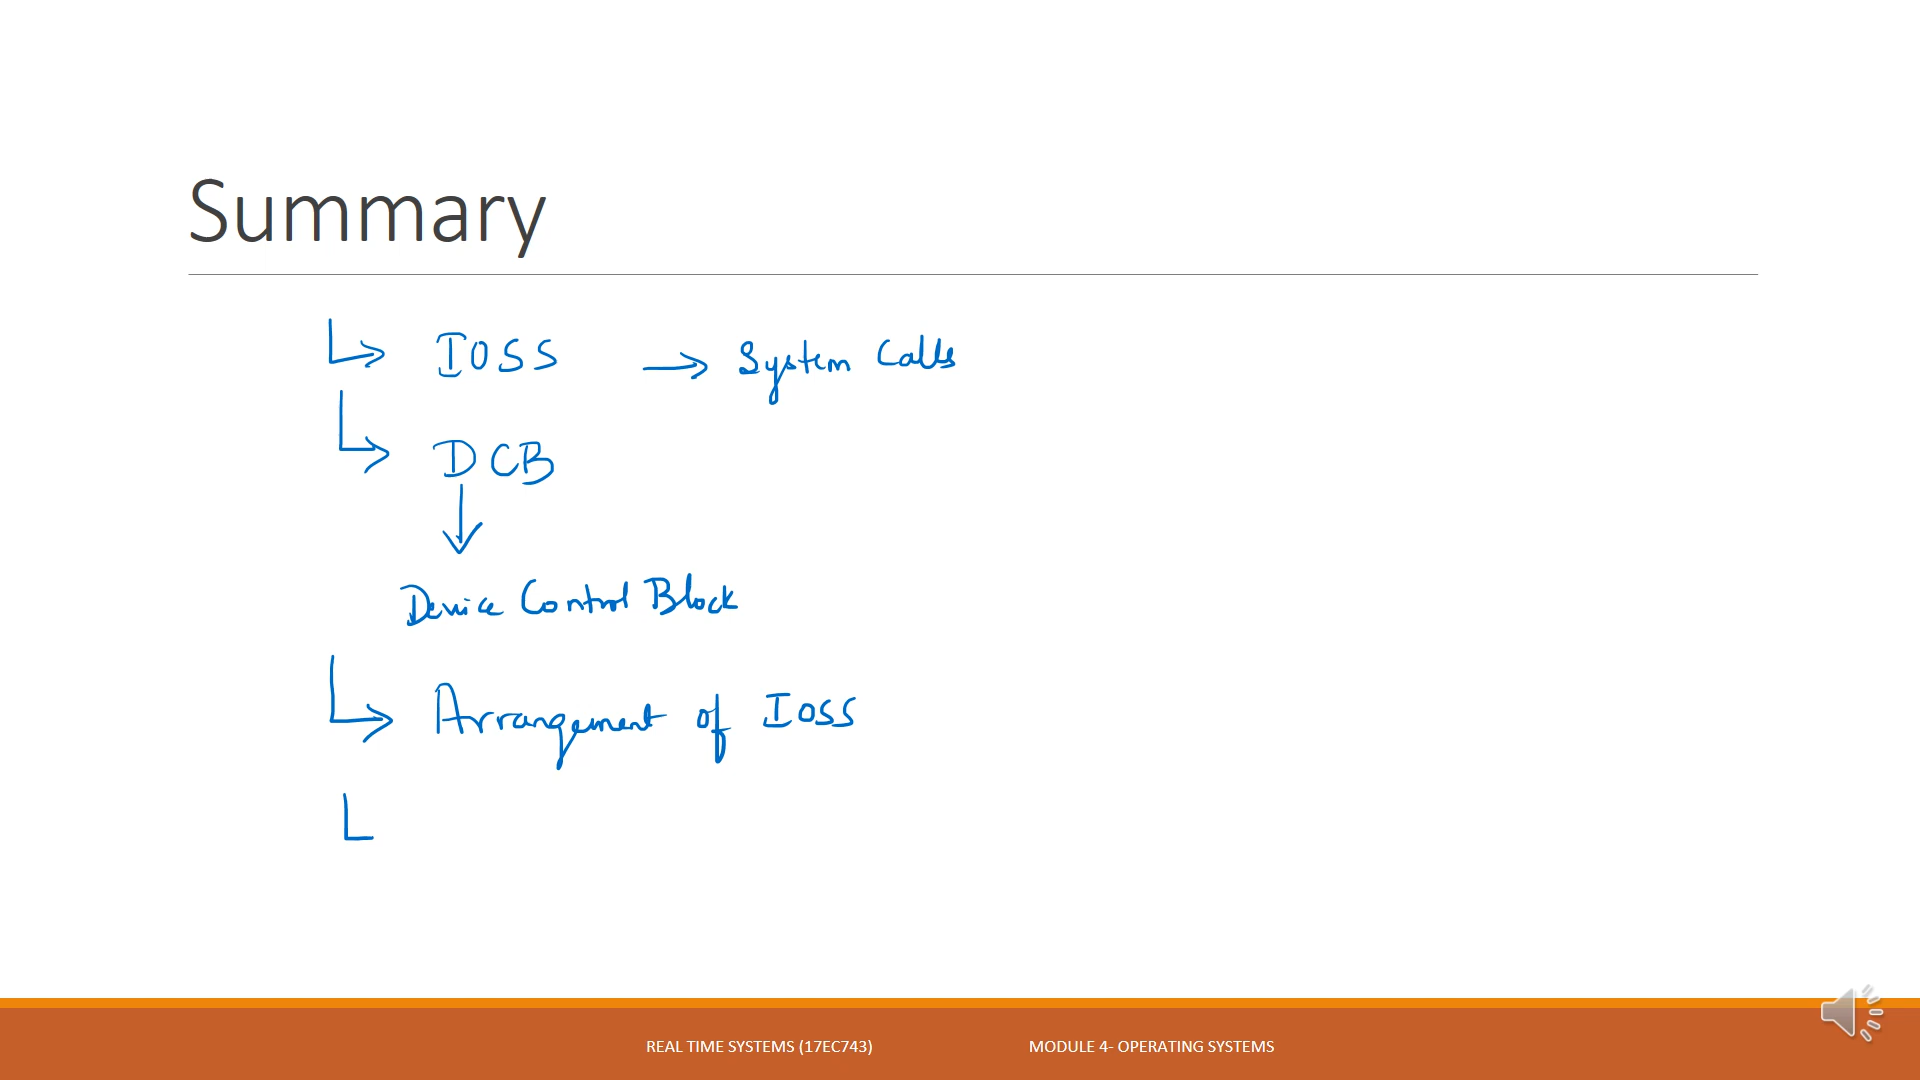 Summary
IOSS → System Calls
DCB
Device Control Block
Arrangement of IOSS
REAL TIME SYSTEMS (17EC743) MODULE 4- OPERATING SYSTEMS